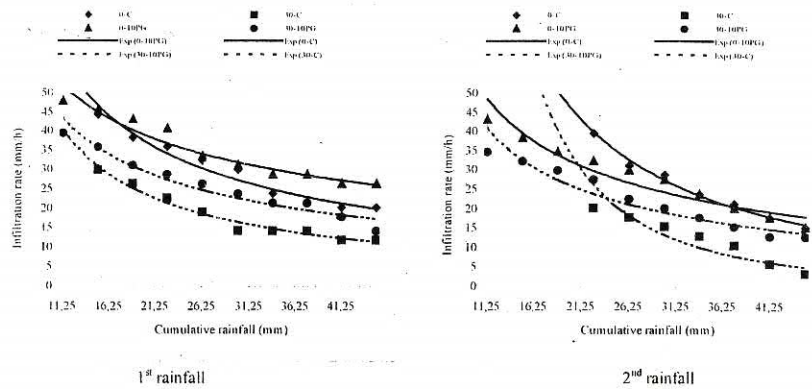 0-C 30-C
0-10PG 30-10PG
Exp (0-10PG) Exp (0-C)
Exp (30-10PG) Exp (30-C)
Infiltration rate (mm/h)
50
45
40
35
30
25
20
15
10
5
0
11,25 16,25 21,25 26,25 31,25 36,25 41,25
Cumulative rainfall (mm)
1st rainfall
0-C 30-C
0-10PG 30-10PG
Exp (0-C) Exp (0-10PG)
Exp (30-10PG) Exp (30-C)
Infiltration rate (mm/h)
50
45
40
35
30
25
20
15
10
5
0
11,25 16,25 21,25 26,25 31,25 36,25 41,25
Cumulative rainfall (mm)
2nd rainfall